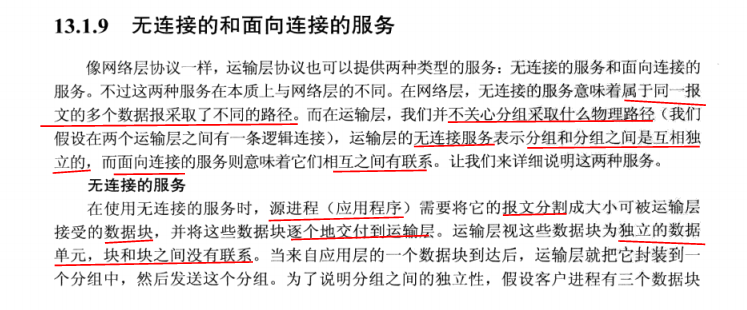 13.1.9 无连接的和面向连接的服务
像网络层协议一样，运输层协议也可以提供两种类型的服务：无连接的服务和面向连接的
服务。不过这两种服务在本质上与网络层的不同。在网络层，无连接的服务意味着属于同一报
文的多个数据报采取了不同的路径。而在运输层，我们并不关心分组采取什么物理路径（我们
假设在两个运输层之间有一条逻辑连接），运输层的无连接服务表示分组和分组之间是互相独
立的，而面向连接的服务则意味着它们相互之间有联系。让我们来详细说明这两种服务。
无连接的服务
在使用无连接的服务时，源进程（应用程序）需要将它的报文分割成大小可被运输层
接受的数据块，并将这些数据块逐个地交付到运输层。运输层视这些数据块为独立的数据
单元，块和块之间没有联系。当来自应用层的一个数据块到达后，运输层就把它封装到一
个分组中，然后发送这个分组。为了说明分组之间的独立性，假设客户进程有三个数据块